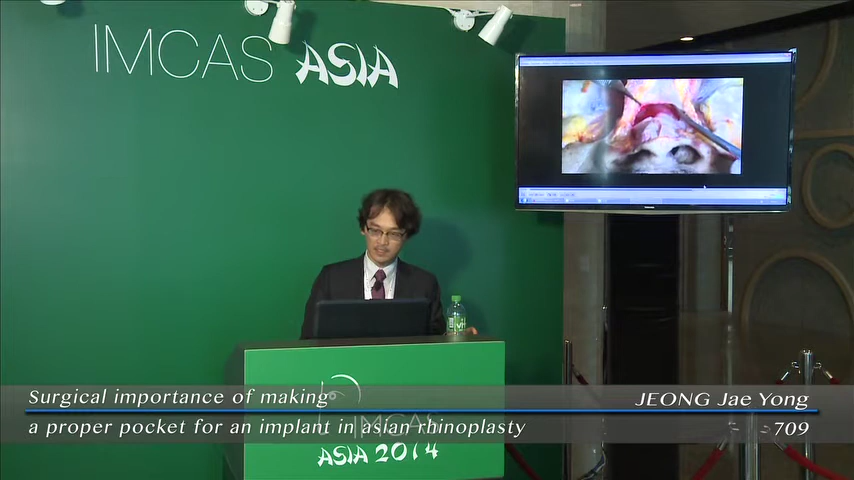 IMCAS ASIA
Surgical importance of making
JEONG Jae Yong
a proper pocket for an implant in asian rhinoplasty
709
IMCAS
ASIA 2014